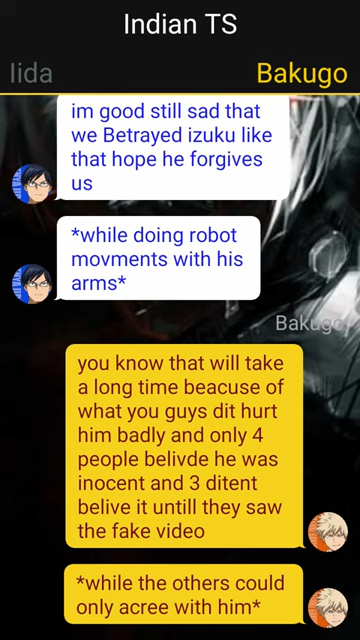 Indian TS
Iida
Bakugo
im good still sad that
we Betrayed izuku like
that hope he forgives
us
*while doing robot
movments with his
arms*
Bakugo
you know that will take
a long time beacuse of
what you guys dit hurt
him badly and only 4
people belivde he was
inocent and 3 ditent
belive it untill they saw
the fake video
*while the others could
only acree with him*